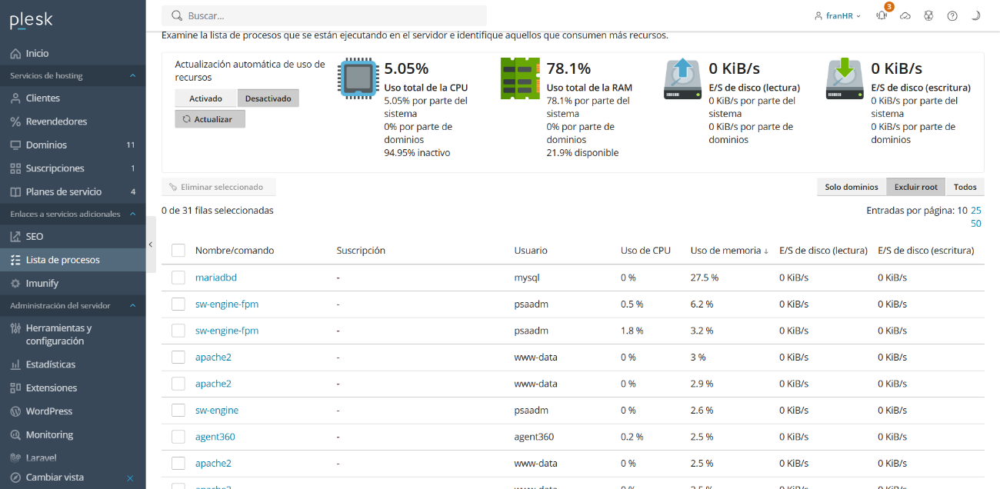 plesk
Buscar...
franHR
3
Inicio
Servicios de hosting
Clientes
Revendedores
Dominios 11
Suscripciones 1
Planes de servicio 4
Enlaces a servicios adicionales
SEO
Lista de procesos
Imunify
Administración del servidor
Herramientas y
configuración
Estadísticas
Extensiones
WordPress
Monitoring
Laravel
Cambiar vista
Examine la lista de procesos que se están ejecutando en el servidor e identifique aquellos que consumen más recursos.
Actualización automática de uso de
recursos
Activado Desactivado
Actualizar
5.05%
Uso total de la CPU
5.05% por parte del
sistema
0% por parte de
dominios
94.95% inactivo
78.1%
Uso total de la RAM
78.1% por parte del
sistema
0% por parte de
dominios
21.9% disponible
0 KiB/s
E/S de disco (lectura)
0 KiB/s por parte del
sistema
0 KiB/s por parte de
dominios
0 KiB/s
E/S de disco (escritura)
0 KiB/s por parte del
sistema
0 KiB/s por parte de
dominios
Eliminar seleccionado
Solo dominios Excluir root Todos
0 de 31 filas seleccionadas
Entradas por página: 10 25
50
Nombre/comando Suscripción Usuario Uso de CPU Uso de memoria ↓ E/S de disco (lectura) E/S de disco (escritura)
mariadbd - mysql 0 % 27.5 % 0 KiB/s 0 KiB/s
sw-engine-fpm - psaadm 0.5 % 6.2 % 0 KiB/s 0 KiB/s
sw-engine-fpm - psaadm 1.8 % 3.2 % 0 KiB/s 0 KiB/s
apache2 - www-data 0 % 3 % 0 KiB/s 0 KiB/s
apache2 - www-data 0 % 2.9 % 0 KiB/s 0 KiB/s
sw-engine - psaadm 0 % 2.6 % 0 KiB/s 0 KiB/s
agent360 - agent360 0.2 % 2.5 % 0 KiB/s 0 KiB/s
apache2 - www-data 0 % 2.5 % 0 KiB/s 0 KiB/s